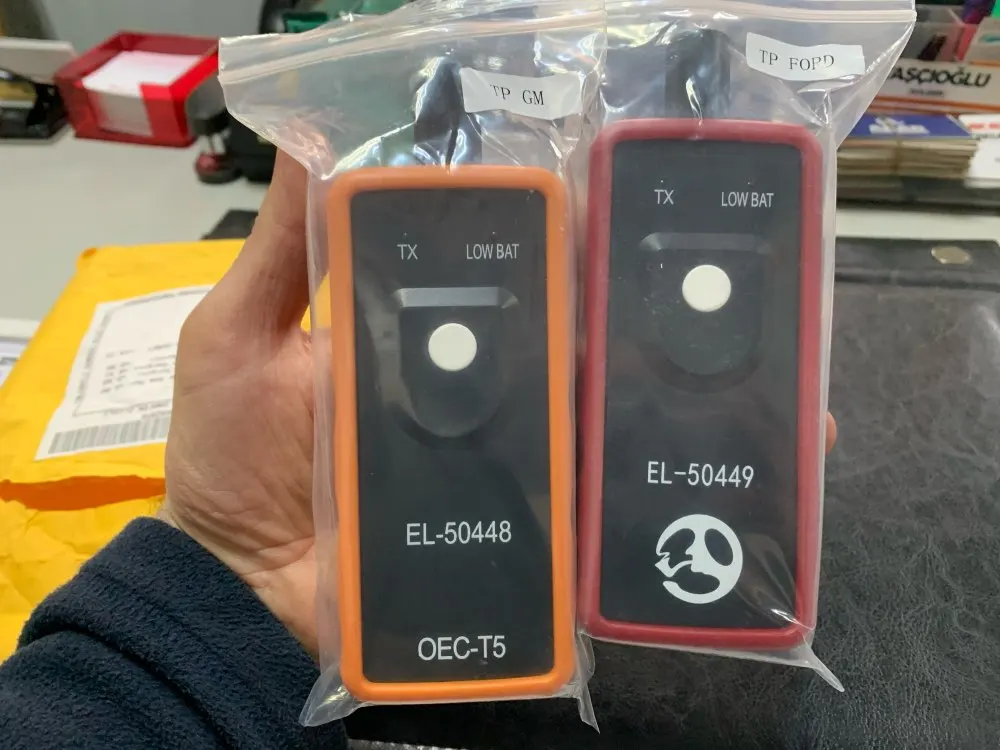 TP GM
TP FORD
TX LOW BAT
EL-50448
OEC-T5
TX LOW BAT
EL-50449
AŞÇIOĞLU